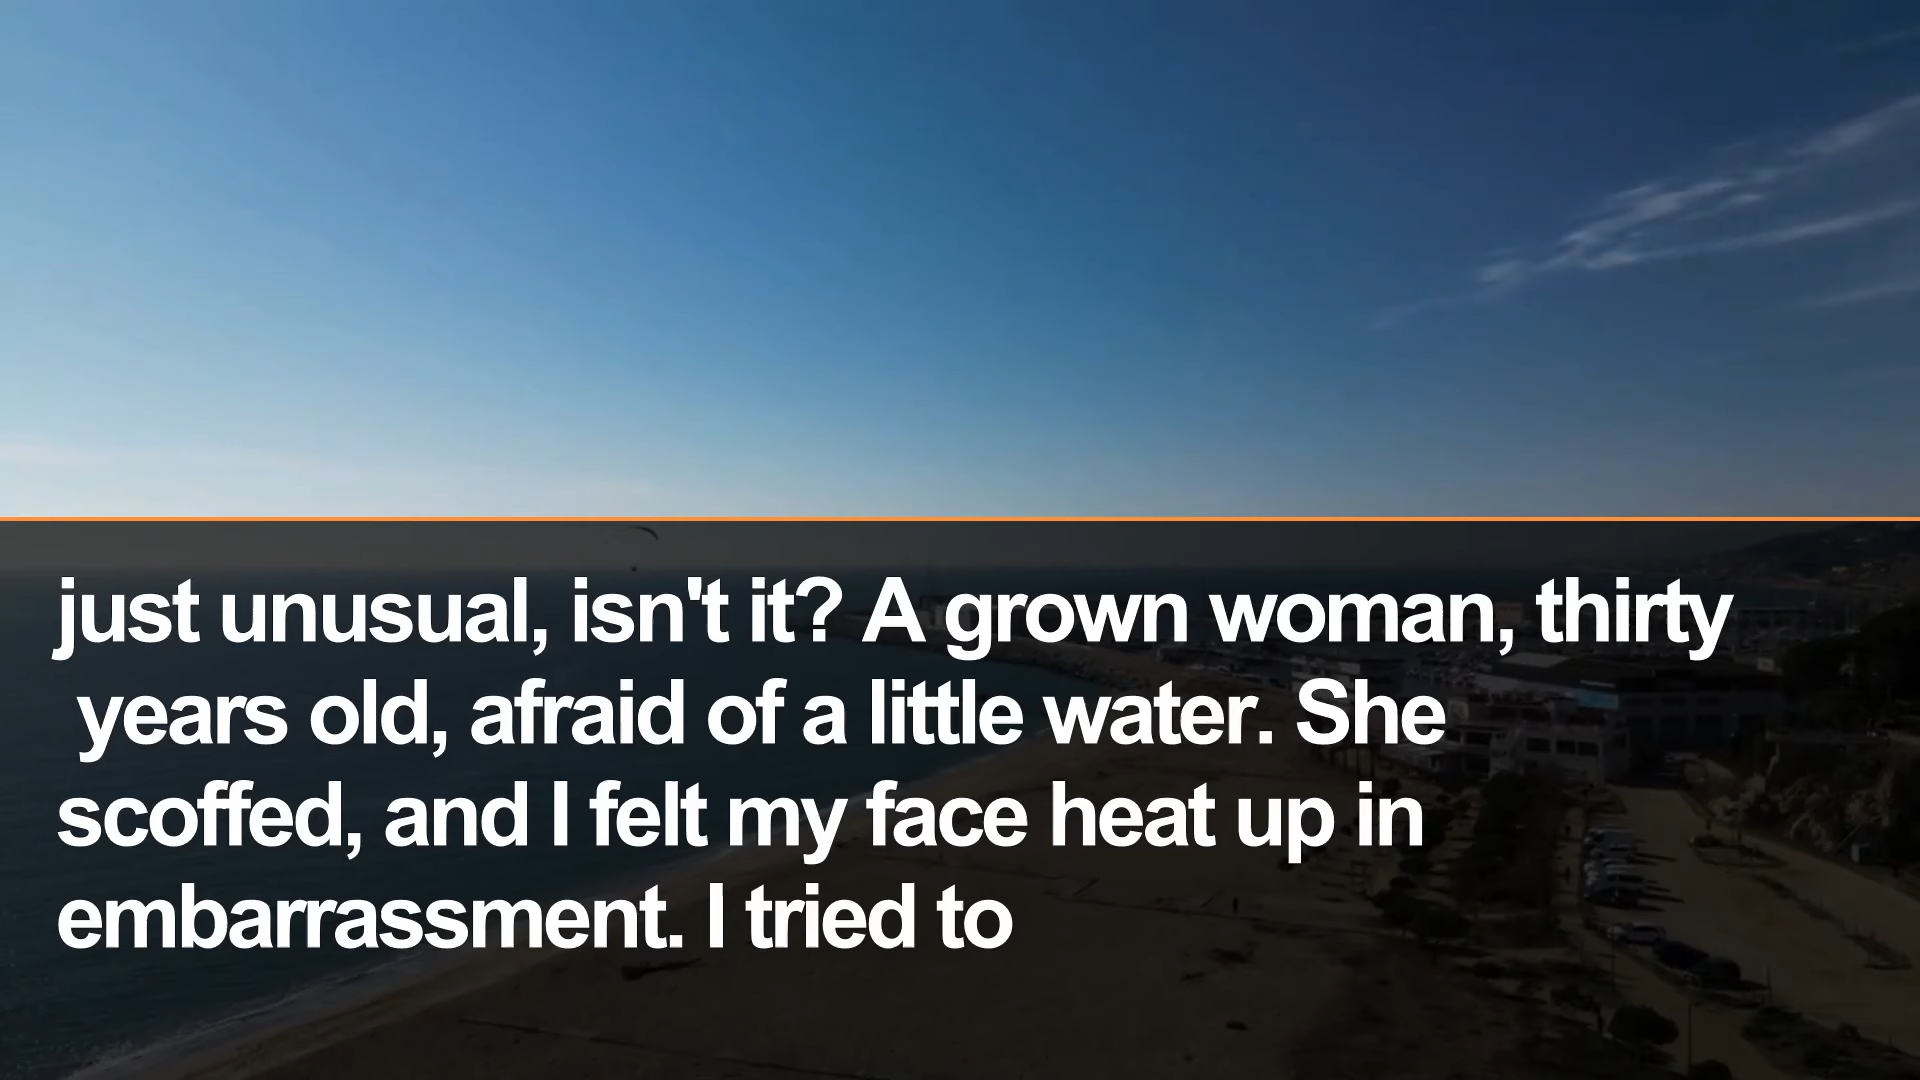 just unusual, isn't it? A grown woman, thirty
years old, afraid of a little water. She
scoffed, and I felt my face heat up in
embarrassment. I tried to